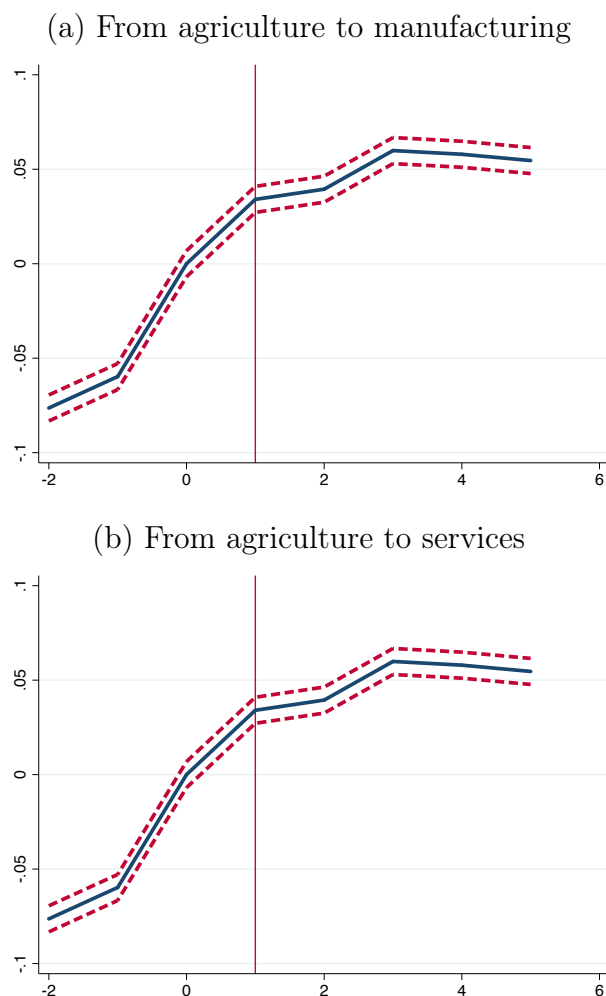 (a) From agriculture to manufacturing
.1
.05
0
-.05
-.1
-2 0 2 4 6
(b) From agriculture to services
.1
.05
0
-.05
-.1
-2 0 2 4 6